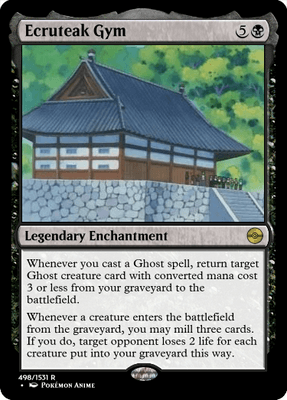 Ecruteak Gym 5
Legendary Enchantment
Whenever you cast a Ghost spell, return target
Ghost creature card with converted mana cost
3 or less from your graveyard to the
battlefield.
Whenever a creature enters the battlefield
from the graveyard, you may mill three cards.
If you do, target opponent loses 2 life for each
creature put into your graveyard this way.
498/1531 R
• Pokémon Anime